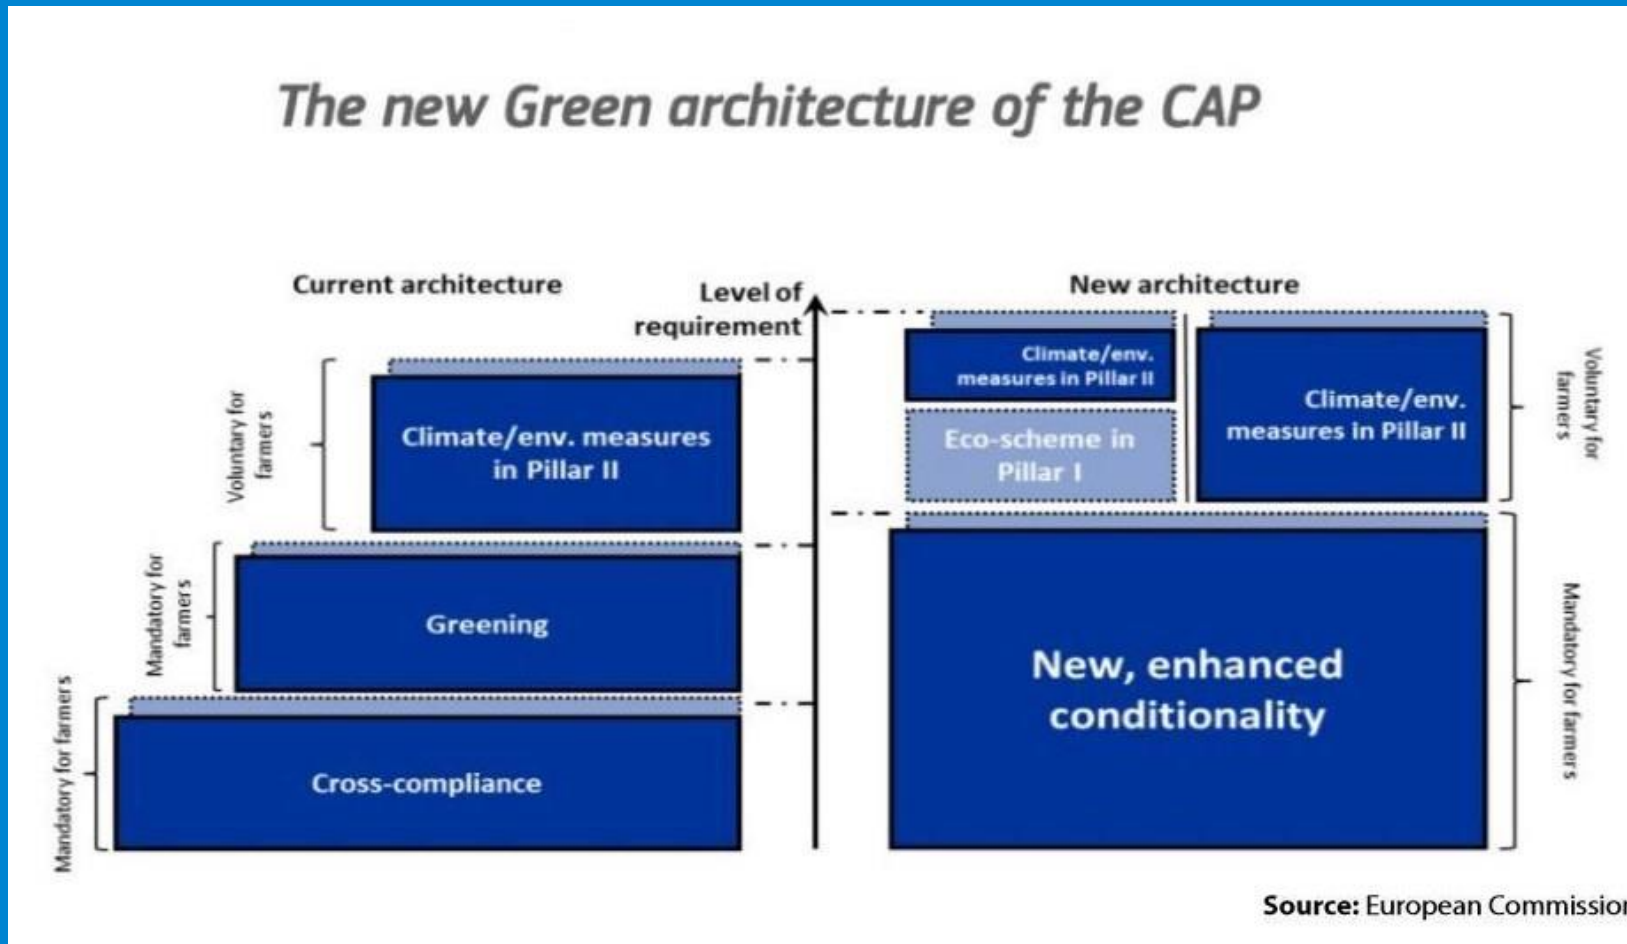 The new Green architecture of the CAP
Current architecture
Level of
requirement
New architecture
Voluntary for
farmers
Climate/env. measures
in Pillar II
Mandatory for
farmers
Greening
Mandatory for farmers
Cross-compliance
Climate/env.
measures in Pillar II
Eco-scheme in
Pillar I
Climate/env.
measures in Pillar II
Voluntary for
farmers
New, enhanced
conditionality
Mandatory for farmers
Source: European Commission